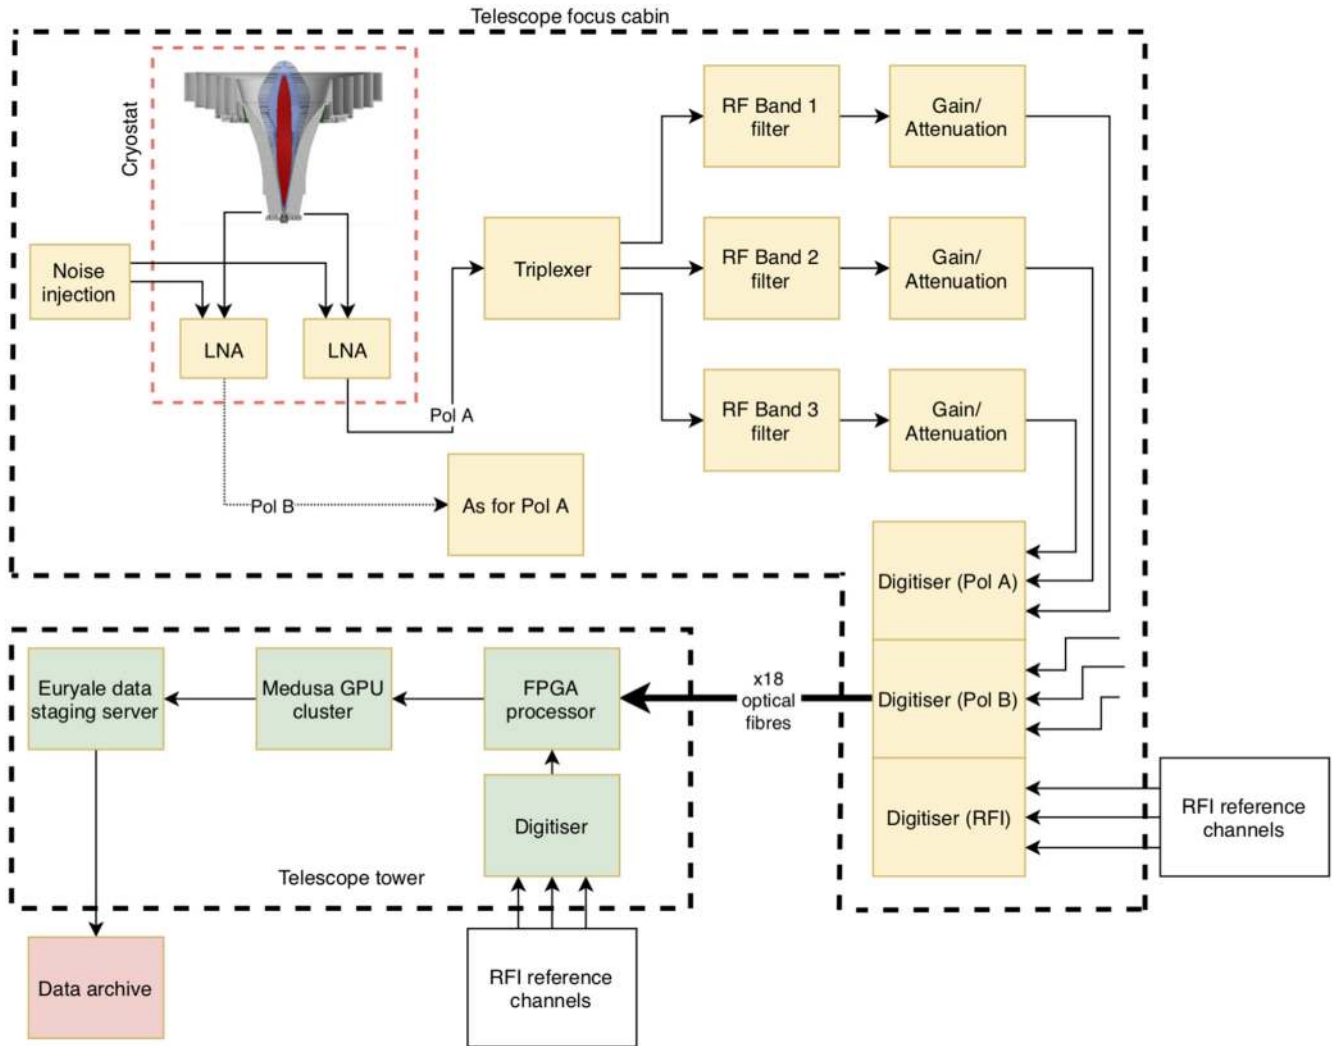 Telescope focus cabin
Cryostat
RF Band 1
filter
Gain/
Attenuation
Noise
injection
Triplexer
RF Band 2
filter
Gain/
Attenuation
LNA
LNA
Pol A
RF Band 3
filter
Gain/
Attenuation
Pol B
As for Pol A
Digitiser (Pol A)
Euryale data
staging server
Medusa GPU
cluster
FPGA
processor
x18
optical
fibres
Digitiser (Pol B)
Digitiser
Digitiser (RFI)
RFI reference
channels
Telescope tower
Data archive
RFI reference
channels